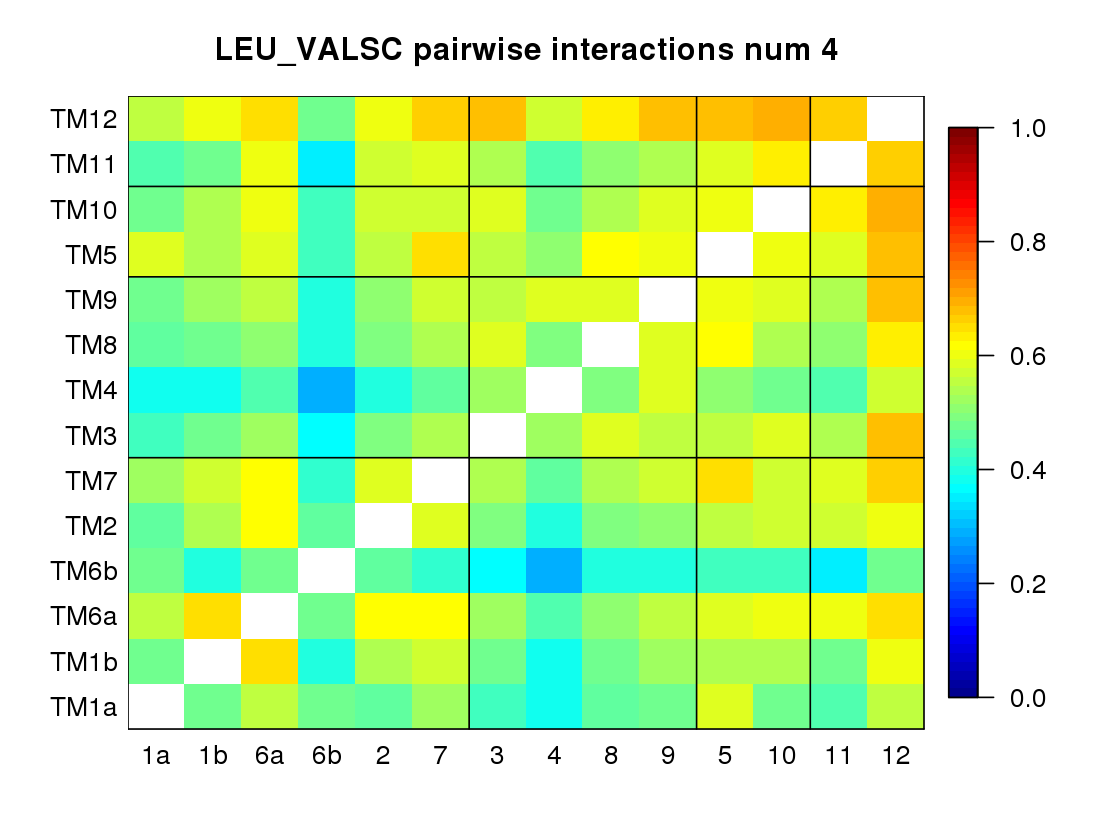 LEU_VALSC pairwise interactions num 4
TM12
TM11
TM10
TM5
TM9
TM8
TM4
TM3
TM7
TM2
TM6b
TM6a
TM1b
TM1a
1a 1b 6a 6b 2 7 3 4 8 9 5 10 11 12
1.0
0.8
0.6
0.4
0.2
0.0